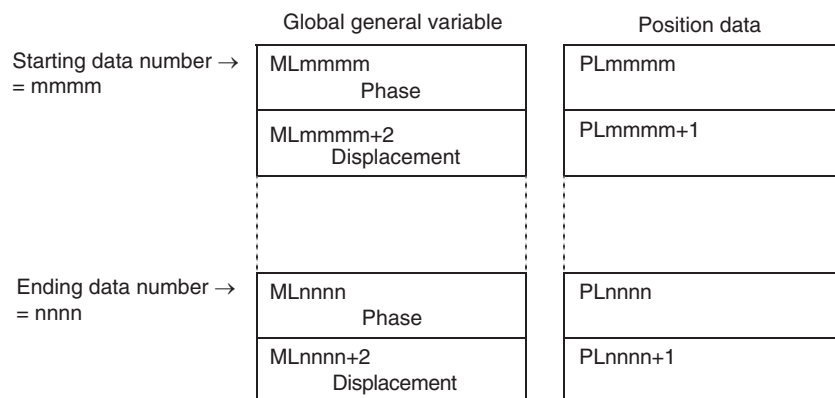 Global general variable
Position data
Starting data number →
= mmmm
MLmmmm
Phase
PLmmmm
MLmmmm+2
Displacement
PLmmmm+1
Ending data number →
= nnnn
MLnnnn
Phase
PLnnnn
MLnnnn+2
Displacement
PLnnnn+1